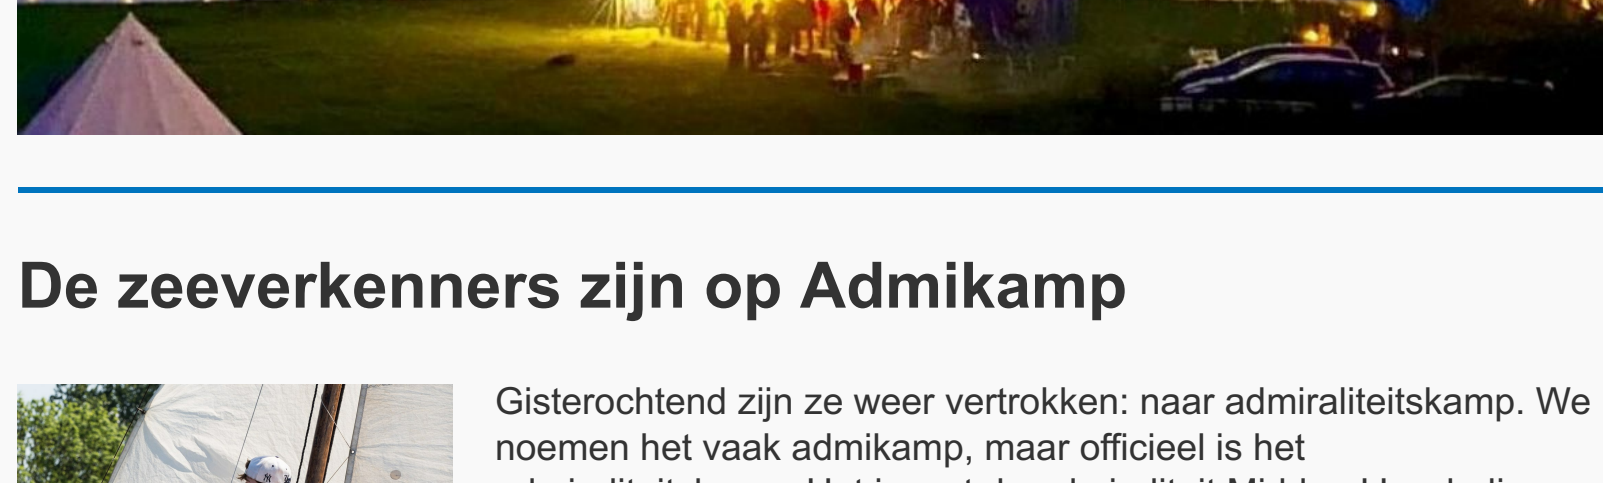 De zeeverkenners zijn op Admikamp
Gisterochtend zijn ze weer vertrokken: naar admiraliteitskamp. We
noemen het vaak admikamp, maar officieel is het